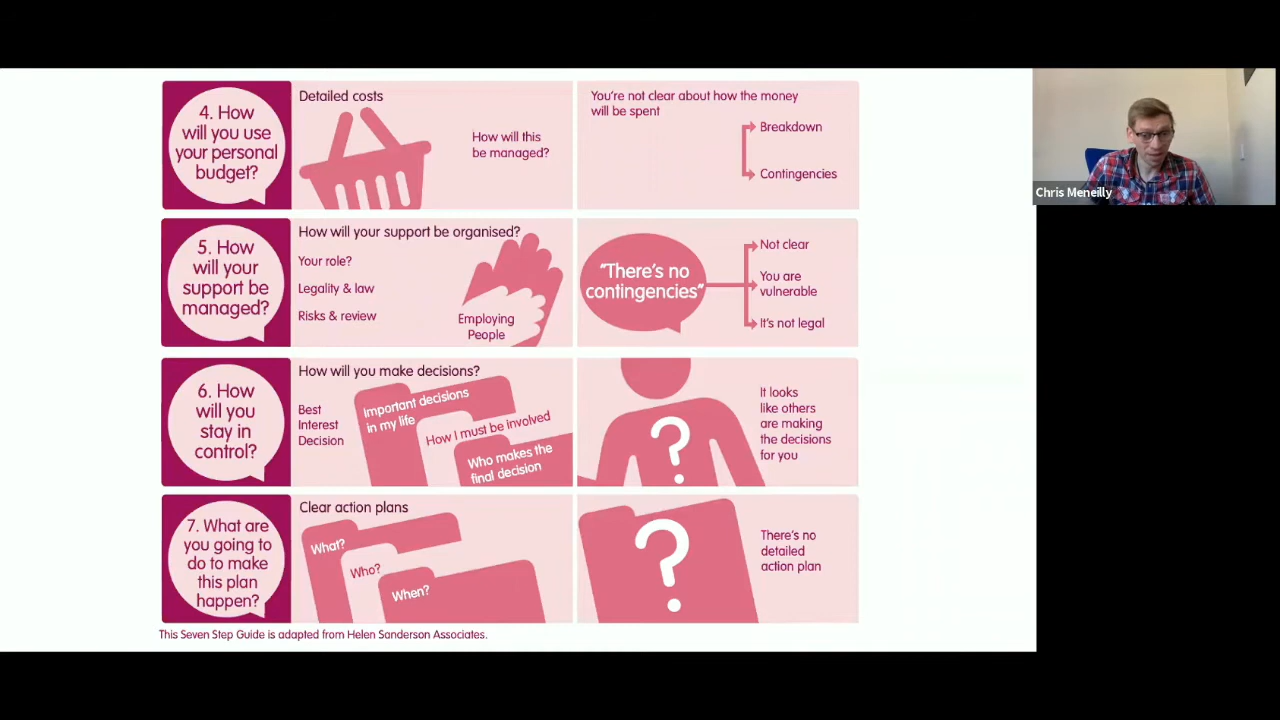 4. How
will you use
your personal
budget?
Detailed costs
How will this
be managed?
You're not clear about how the money
will be spent
Breakdown
Contingencies
5. How
will your
support be
managed?
How will your support be organised?
Your role?
Legality & law
Risks & review
Employing
People
"There's no
contingencies"
Not clear
You are
vulnerable
It's not legal
6. How
will you
stay in
control?
How will you make decisions?
Best
Interest
Decision
Important decisions
in my life
How I must be involved
Who makes the
final decision
It looks
like others
are making
the decisions
for you
7. What are
you going to
do to make
this plan
happen?
Clear action plans
What?
Who?
When?
There's no
detailed
action plan
This Seven Step Guide is adapted from Helen Sanderson Associates.
Chris Meneilly